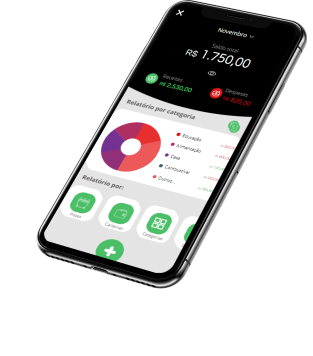 Novembro
Saldo total
R$ 1.750,00
Receitas
R$ 2.530,00
Despesas
R$ 820,00
Relatório por categoria
Educação
Alimentação
Casa
Combustível
Outros
Relatório por:
Prazo
Carteiras
Categorias